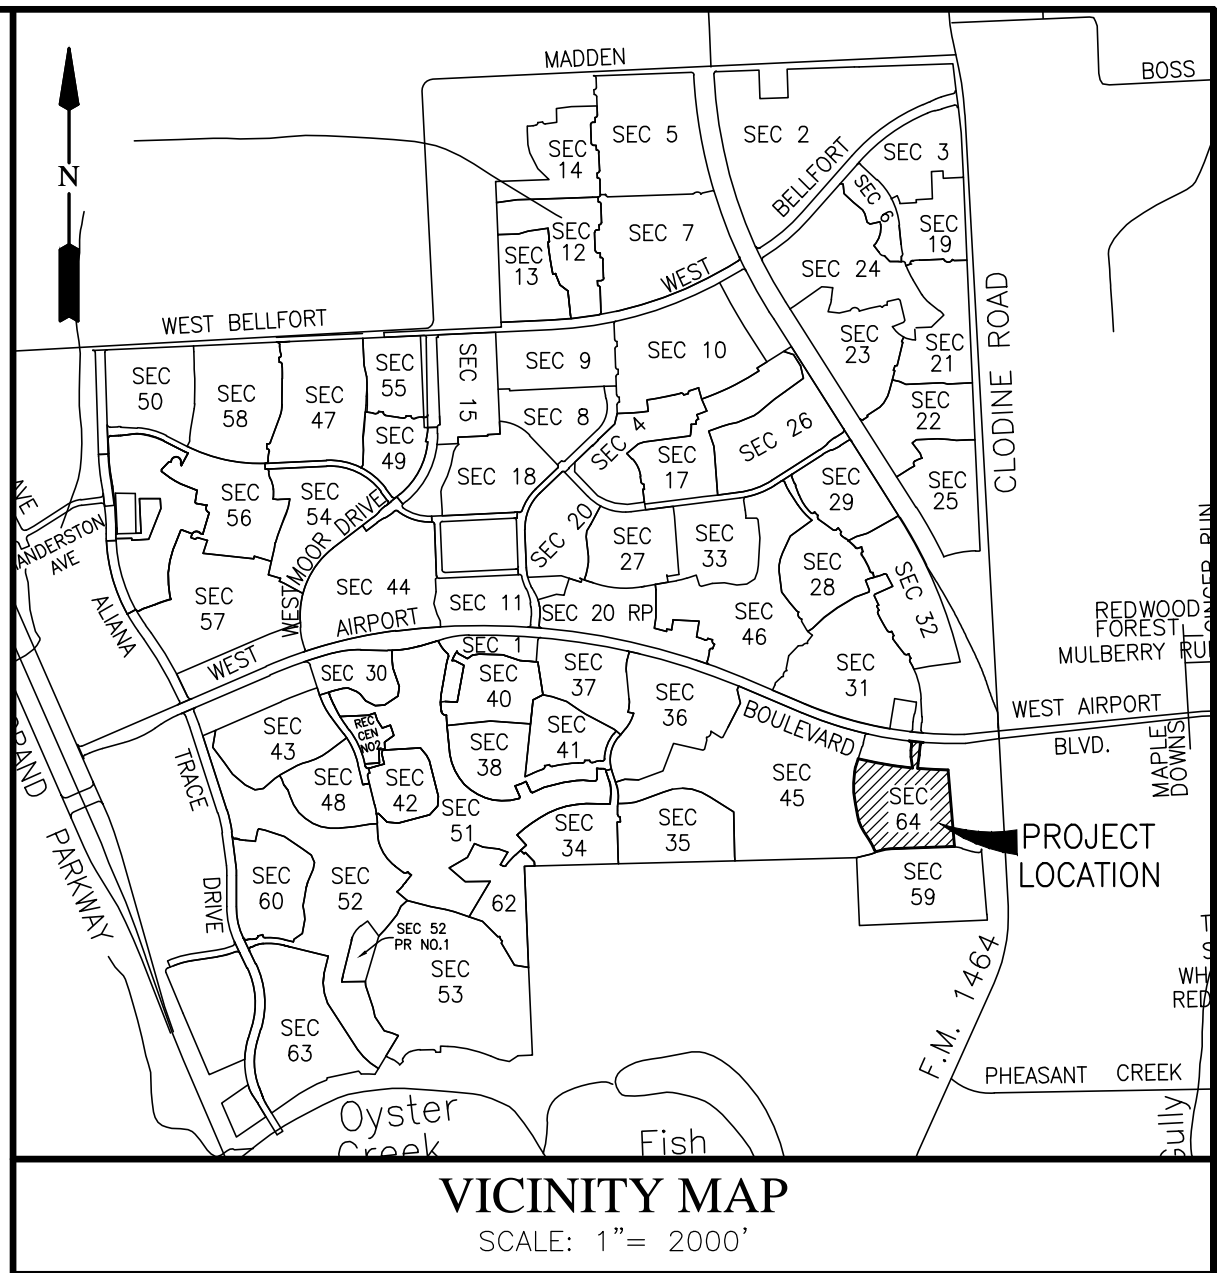 MADDEN
BOSS
N
SEC 5
SEC 2
SEC
14
BELLFORT
SEC 3
SEC 6
SEC
19
SEC
12
SEC 7
SEC
13
WEST
SEC 24
CLODINE ROAD
WEST BELLFORT
SEC
23
SEC
21
SEC
50
SEC
58
SEC
47
SEC
55
SEC 15
SEC 9
SEC 10
SEC 8
SEC
22
SEC
49
SEC 4
SEC 26
SEC 18
SEC
17
SEC
29
SEC
25
AVE
SEC
56
SEC
54
WESTMOOR DRIVE
SEC 20
SEC
27
SEC
33
ANDERSTON
AVE
SEC
28
SEC 32
GINGER RUN
ALIANA
SEC
57
SEC 44
SEC 11
SEC 20 RP
SEC
46
REDWOOD
FOREST
MULBERRY RU
AIRPORT
WEST
SEC 1
SEC 30
SEC
40
SEC
37
SEC
36
SEC
31
WEST AIRPORT
BLVD.
BOULEVARD
MAPLE
DOWNS
REC
CEN
NO2
SEC
43
SEC
38
SEC
41
RAND
PARKWAY
TRACE
DRIVE
SEC
48
SEC
42
SEC
51
SEC
34
SEC
35
SEC
45
SEC
64
PROJECT
LOCATION
SEC
59
SEC
60
SEC
52
62
SEC 52
PR NO.1
SEC
53
F.M. 1464
WH
RED
SEC
63
PHEASANT CREEK
Oyster
Creek
Fish
Gully
VICINITY MAP
SCALE: 1"= 2000'